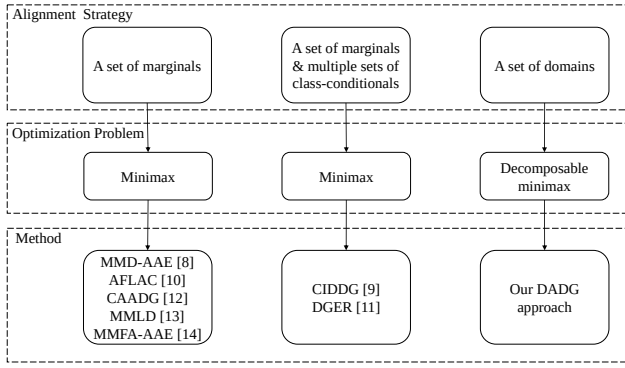 Alignment Strategy
A set of marginals
A set of marginals
& multiple sets of
class-conditionals
A set of domains
Optimization Problem
Minimax
Minimax
Decomposable
minimax
Method
MMD-AAE [8]
AFLAC [10]
CAADG [12]
MMLD [13]
MMFA-AAE [14]
CIDDG [9]
DGER [11]
Our DADG
approach